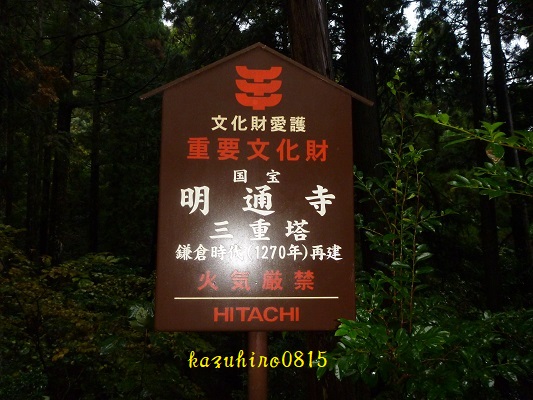 文化財愛護
重要文化財
国宝
明通寺
三重塔
鎌倉時代(1270年)再建
火気厳禁
HITACHI
kazuhiro0815